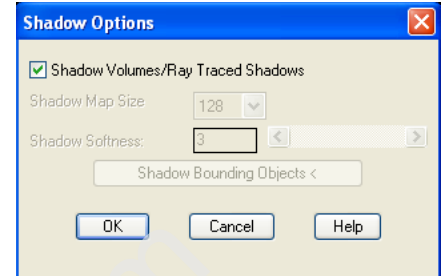 Shadow Options
Shadow Volumes/Ray Traced Shadows
Shadow Map Size 128
Shadow Softness: 3
Shadow Bounding Objects <
OK Cancel Help